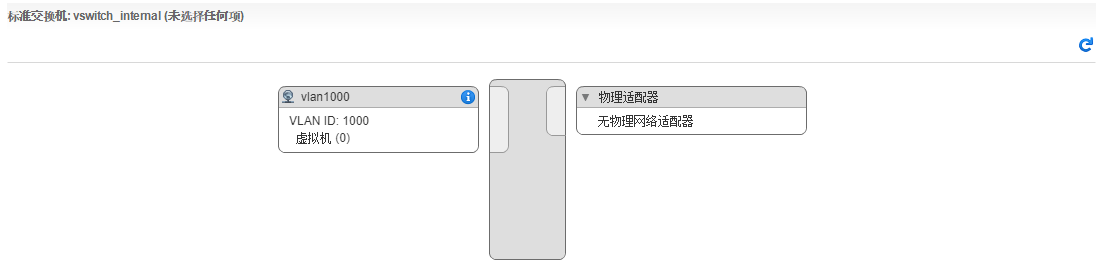 标准交换机: vswitch_internal (未选择任何项)
vlan1000
VLAN ID: 1000
虚拟机 (0)
物理适配器
无物理网络适配器